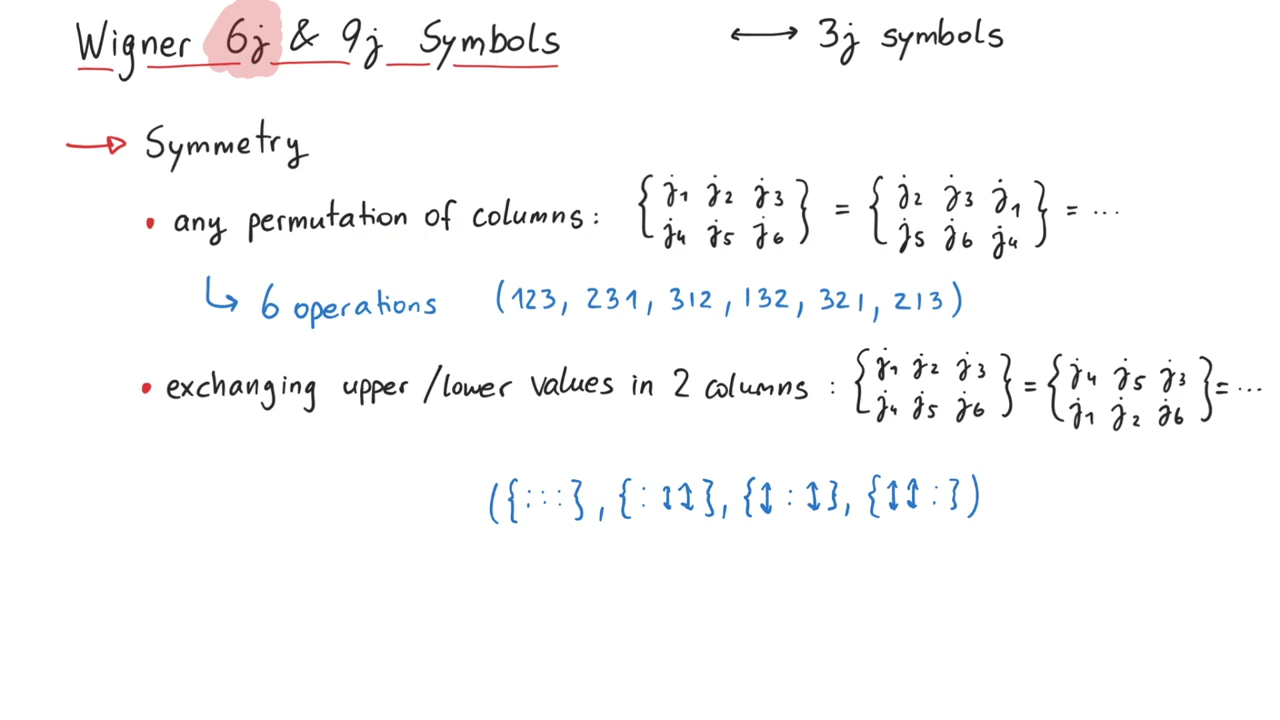 Wigner 6j & 9j Symbols ⟷ 3j symbols
→ Symmetry
• any permutation of columns: {j₁ j₂ j₃ / j₄ j₅ j₆} = {j₂ j₃ j₁ / j₅ j₆ j₄} = ...
↳ 6 operations (123, 231, 312, 132, 321, 213)
• exchanging upper/lower values in 2 columns : {j₁ j₂ j₃ / j₄ j₅ j₆} = {j₄ j₅ j₃ / j₁ j₂ j₆} = ...
({:::}, {:↕↕}, {↕:↕}, {↕↕:})